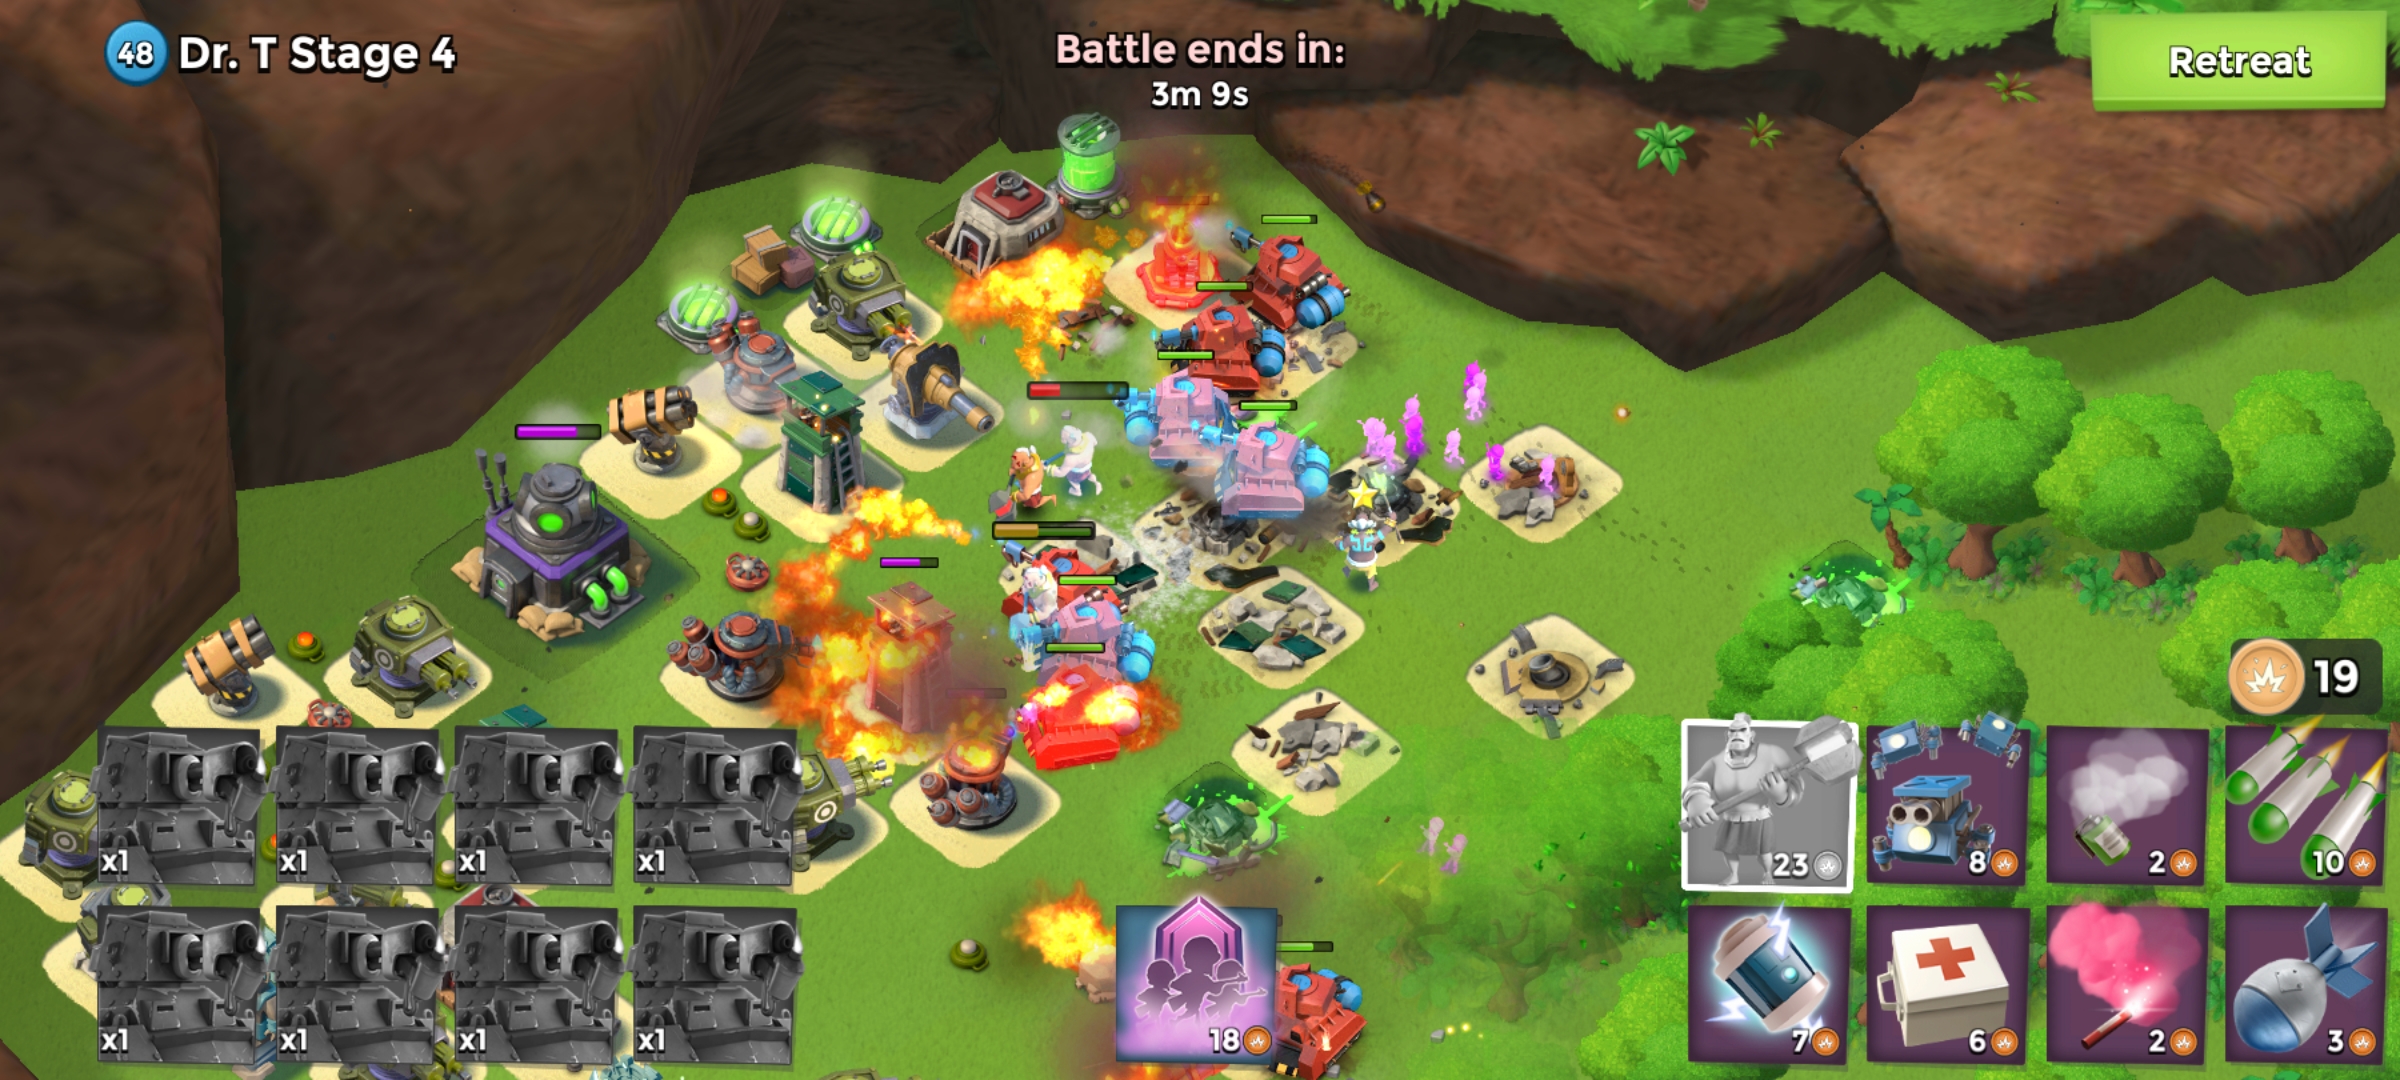 48 Dr. T Stage 4
Battle ends in:
3m 9s
Retreat
19
23
8
2
10
x1
x1
x1
x1
18
7
6
2
3
x1
x1
x1
x1